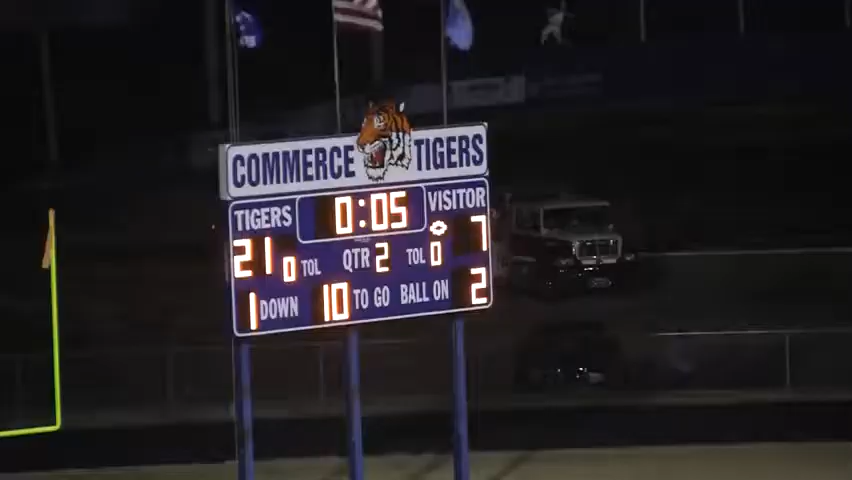 COMMERCE TIGERS
TIGERS 0:05 VISITOR
21 0 TOL QTR 2 TOL 0 7
1 DOWN 10 TO GO BALL ON 2